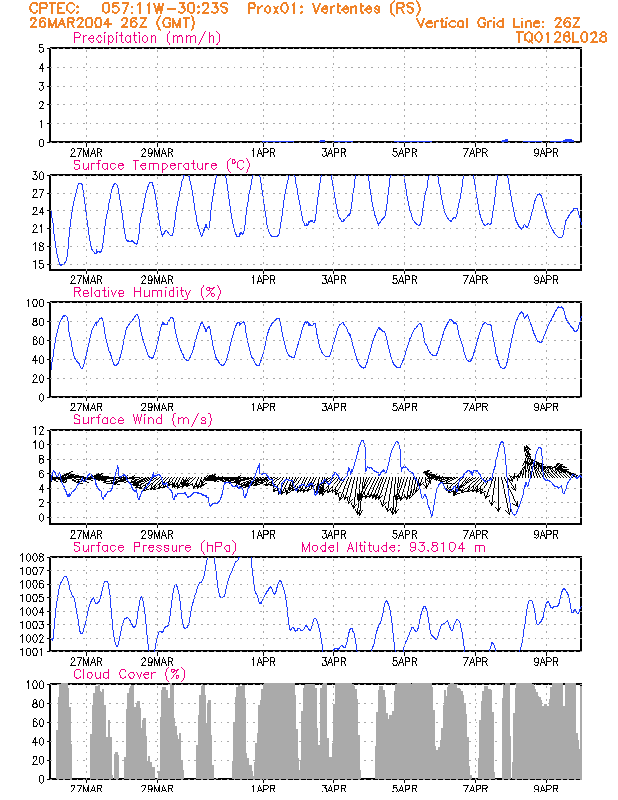 CPTEC: 057:11W-30:23S Prox01: Vertentes (RS)
26MAR2004 26Z (GMT) Vertical Grid Line: 26Z
Precipitation (mm/h) TQ0126L028
5
4
3
2
1
0
27MAR 29MAR 1APR 3APR 5APR 7APR 9APR
Surface Temperature (ºC)
30
27
24
21
18
15
27MAR 29MAR 1APR 3APR 5APR 7APR 9APR
Relative Humidity (%)
100
80
60
40
20
0
27MAR 29MAR 1APR 3APR 5APR 7APR 9APR
Surface Wind (m/s)
12
10
8
6
4
2
0
27MAR 29MAR 1APR 3APR 5APR 7APR 9APR
Surface Pressure (hPa) Model Altitude: 93.8104 m
1008
1007
1006
1005
1004
1003
1002
1001
27MAR 29MAR 1APR 3APR 5APR 7APR 9APR
Cloud Cover (%)
100
80
60
40
20
0
27MAR 29MAR 1APR 3APR 5APR 7APR 9APR